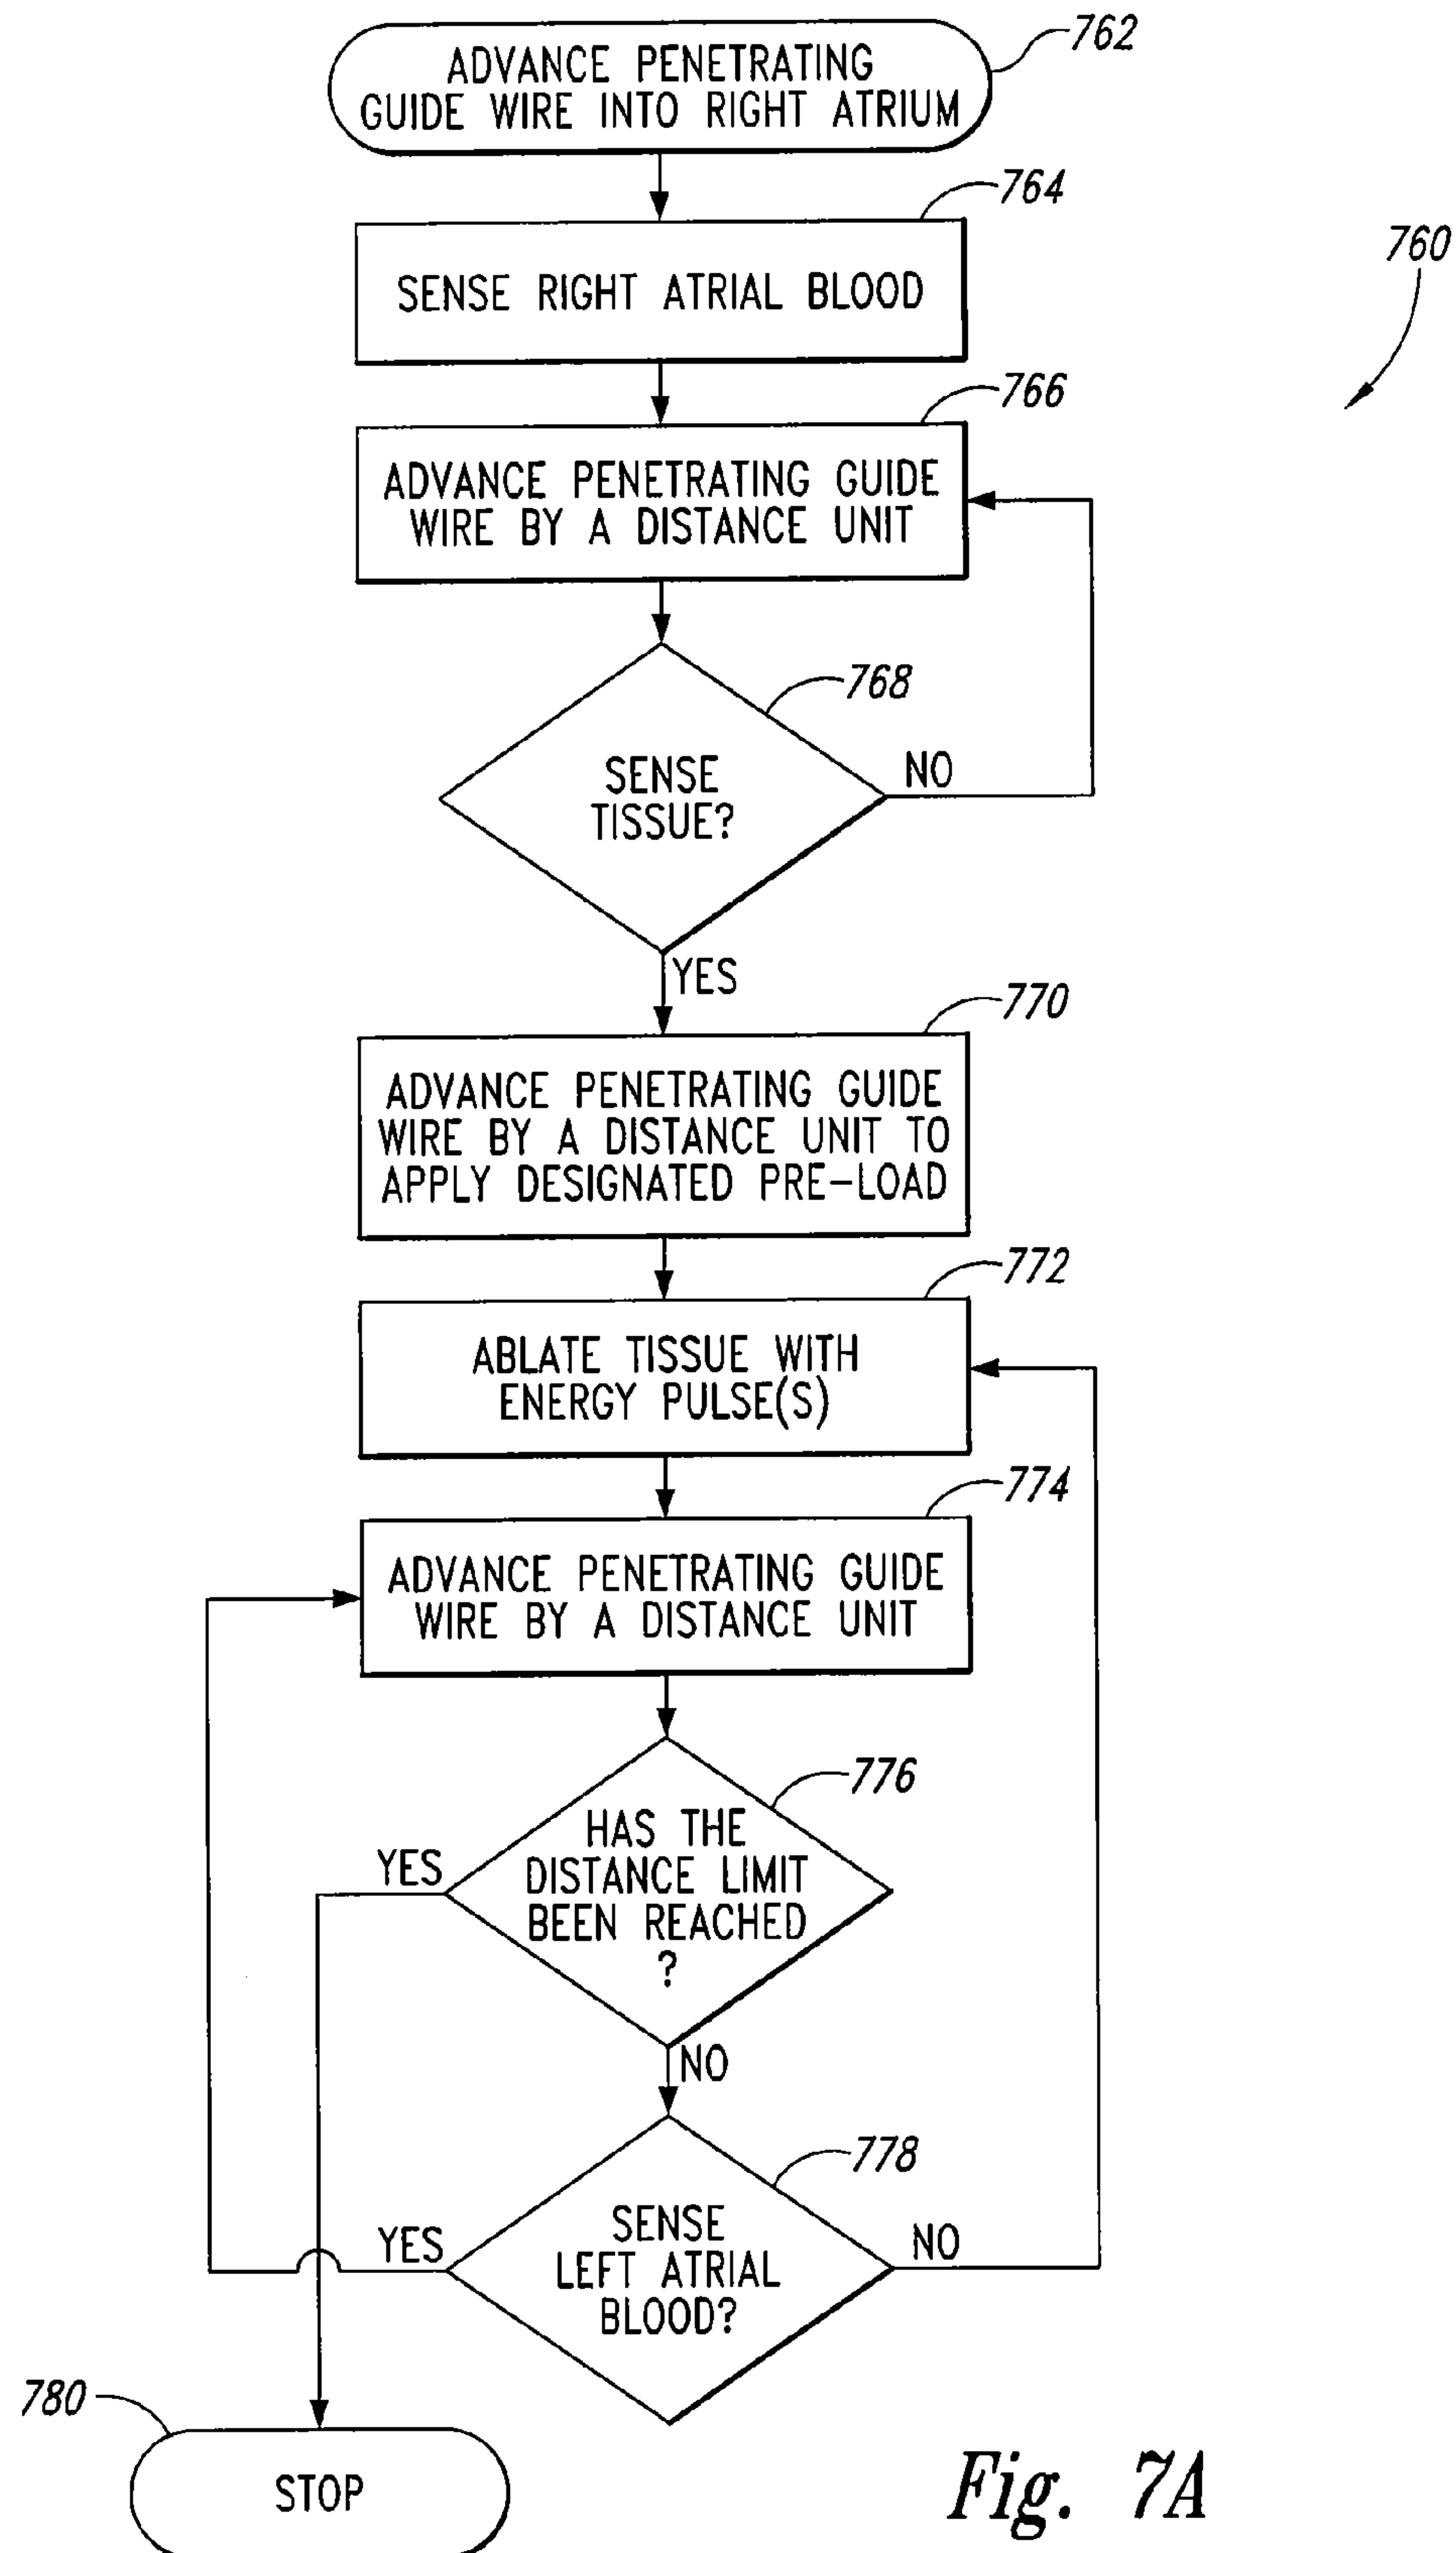 ADVANCE PENETRATING
GUIDE WIRE INTO RIGHT ATRIUM
762
764
SENSE RIGHT ATRIAL BLOOD
760
766
ADVANCE PENETRATING GUIDE
WIRE BY A DISTANCE UNIT
768
SENSE
TISSUE?
NO
YES
770
ADVANCE PENETRATING GUIDE
WIRE BY A DISTANCE UNIT TO
APPLY DESIGNATED PRE-LOAD
772
ABLATE TISSUE WITH
ENERGY PULSE(S)
774
ADVANCE PENETRATING GUIDE
WIRE BY A DISTANCE UNIT
776
HAS THE
DISTANCE LIMIT
BEEN REACHED
?
YES
NO
778
SENSE
LEFT ATRIAL
BLOOD?
YES
NO
780
STOP
Fig. 7A